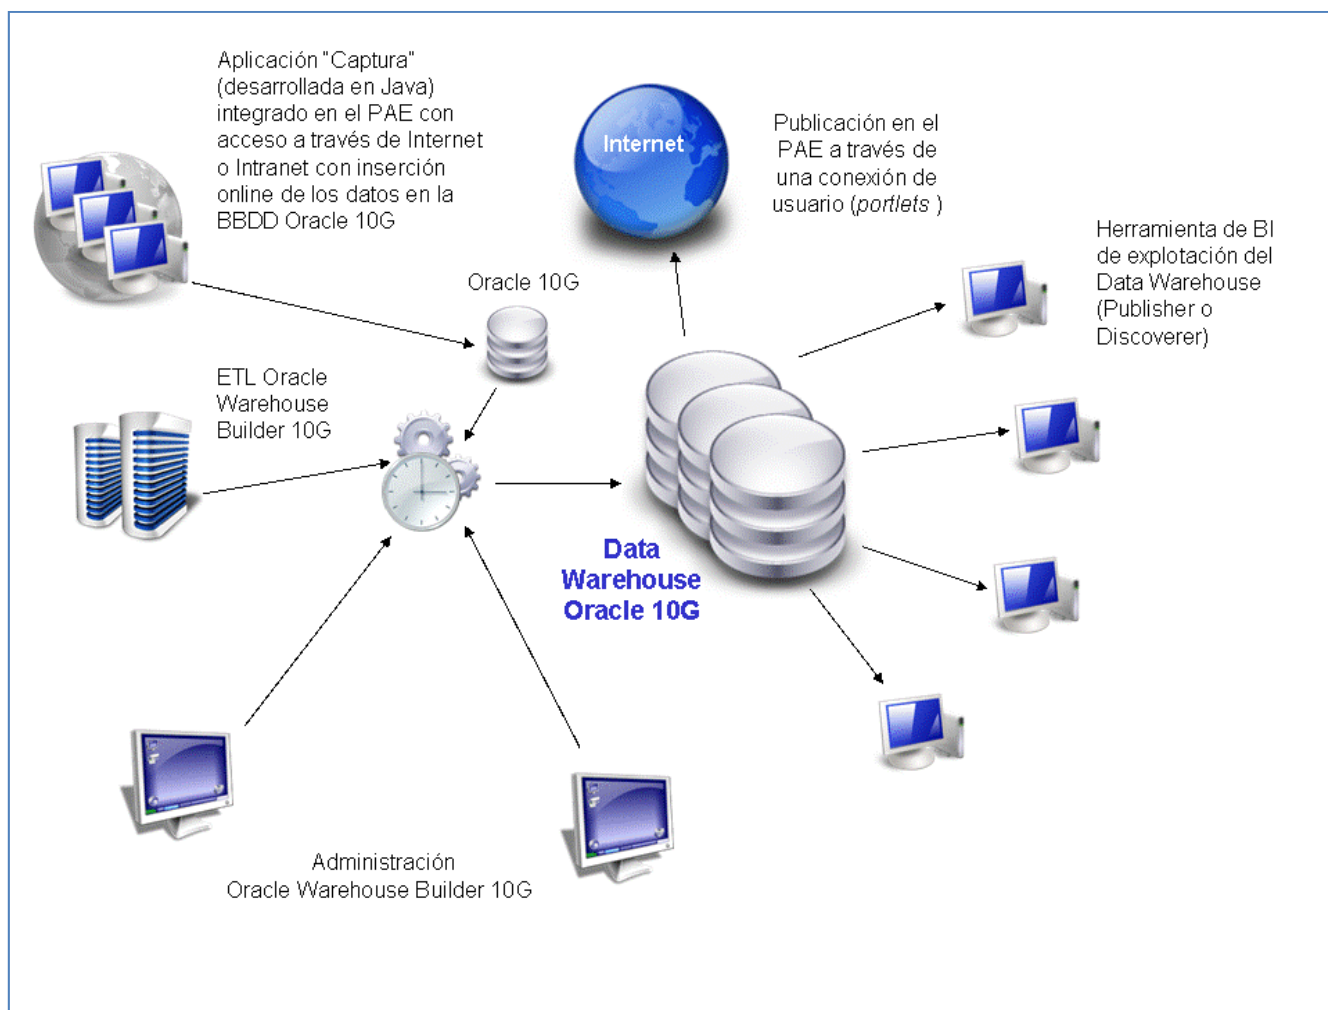 Aplicación "Captura"
(desarrollada en Java)
integrado en el PAE con
acceso a través de Internet
o Intranet con inserción
online de los datos en la
BBDD Oracle 10G
Internet
Publicación en el
PAE a través de
una conexión de
usuario (portlets )
Herramienta de BI
de explotación del
Data Warehouse
(Publisher o
Discoverer)
Oracle 10G
ETL Oracle
Warehouse
Builder 10G
Data
Warehouse
Oracle 10G
Administración
Oracle Warehouse Builder 10G